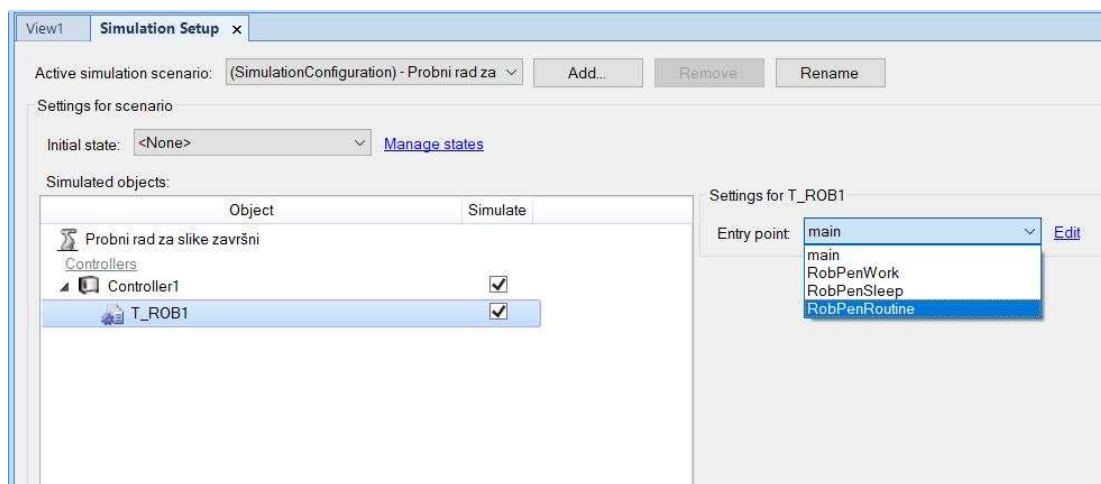 View1 Simulation Setup x
Active simulation scenario: (SimulationConfiguration) - Probni rad za Add... Remove Rename
Settings for scenario
Initial state: <None> Manage states
Simulated objects:
Object Simulate
Probni rad za slike završni
Controllers
Controller1
T_ROB1
Settings for T_ROB1
Entry point: main Edit
main
RobPenWork
RobPenSleep
RobPenRoutine